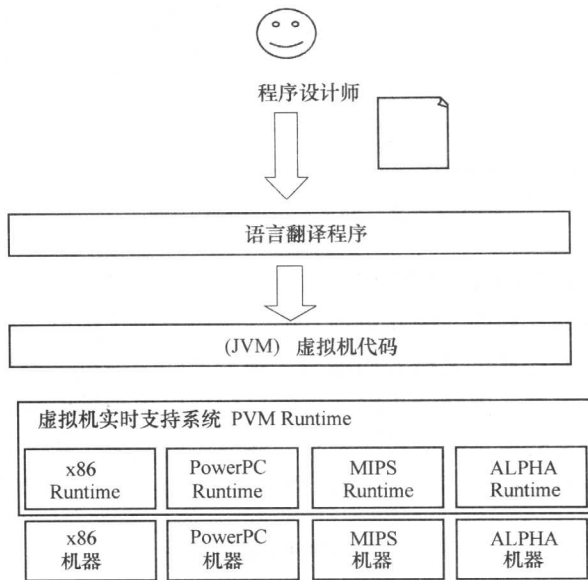 程序设计师
语言翻译程序
(JVM) 虚拟机代码
虚拟机实时支持系统 PVM Runtime
x86
Runtime
PowerPC
Runtime
MIPS
Runtime
ALPHA
Runtime
x86
机器
PowerPC
机器
MIPS
机器
ALPHA
机器